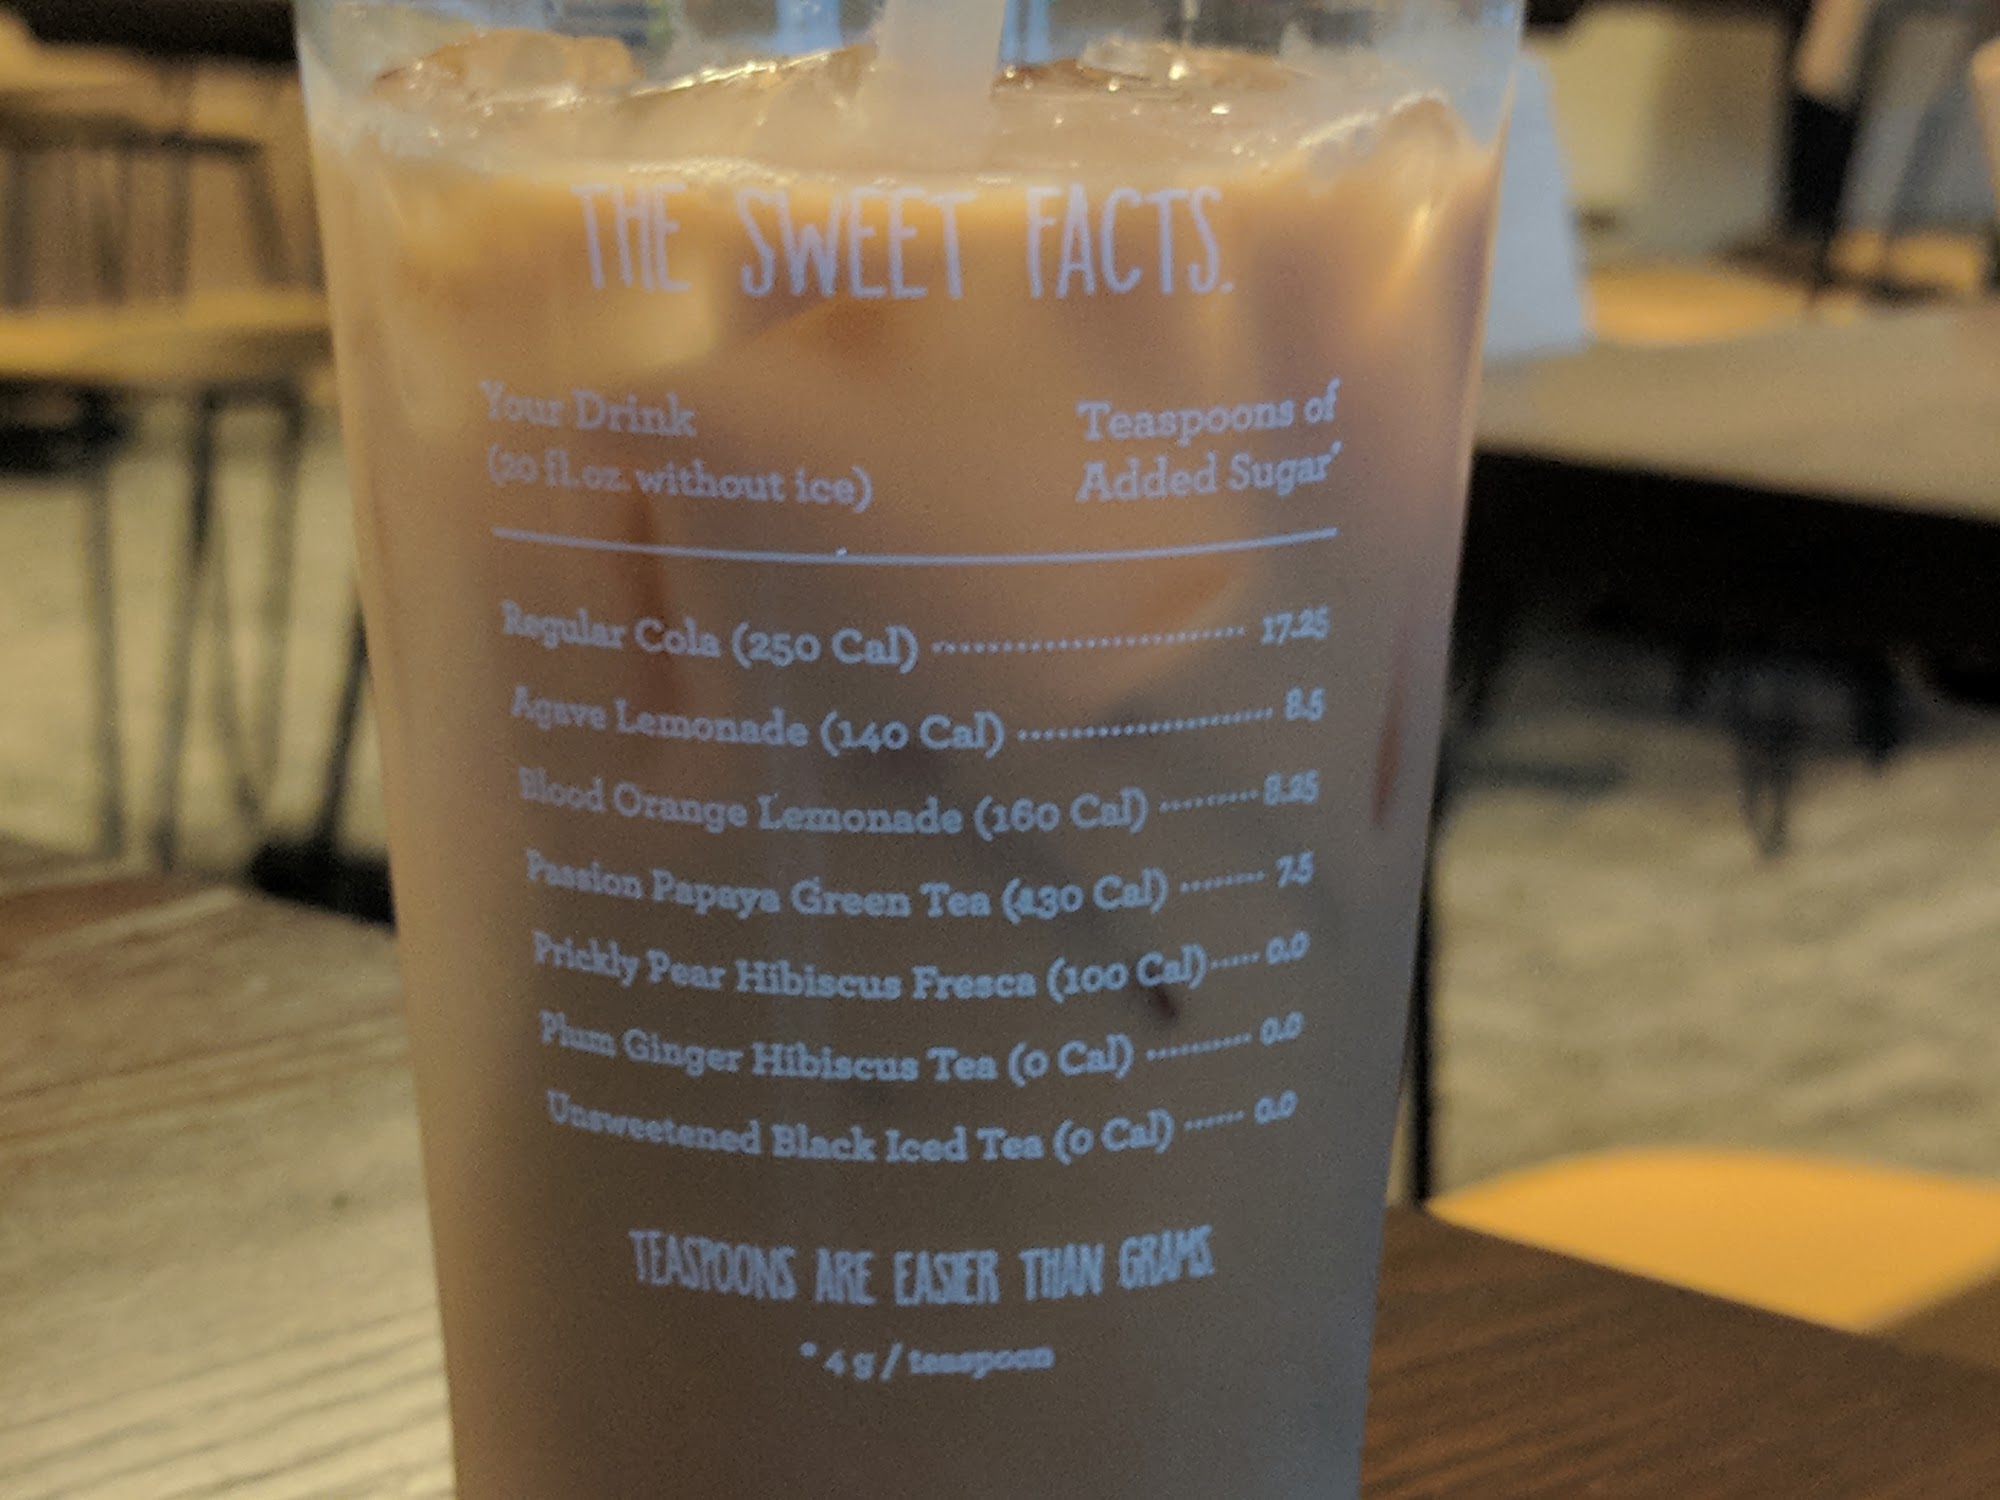 THE SWEET FACTS.
Your Drink
(20 fl. oz. without ice)
Teaspoons of
Added Sugar*
Regular Cola (250 Cal) ........................ 17.25
Agave Lemonade (140 Cal) ................... 8.5
Blood Orange Lemonade (160 Cal) ......... 8.25
Passion Papaya Green Tea (130 Cal) ........ 7.5
Prickly Pear Hibiscus Fresca (100 Cal) ..... 0.0
Plum Ginger Hibiscus Tea (0 Cal) .......... 0.0
Unsweetened Black Iced Tea (0 Cal) ...... 0.0
TEASPOONS ARE EASIER THAN GRAMS.
* 4 g / teaspoon